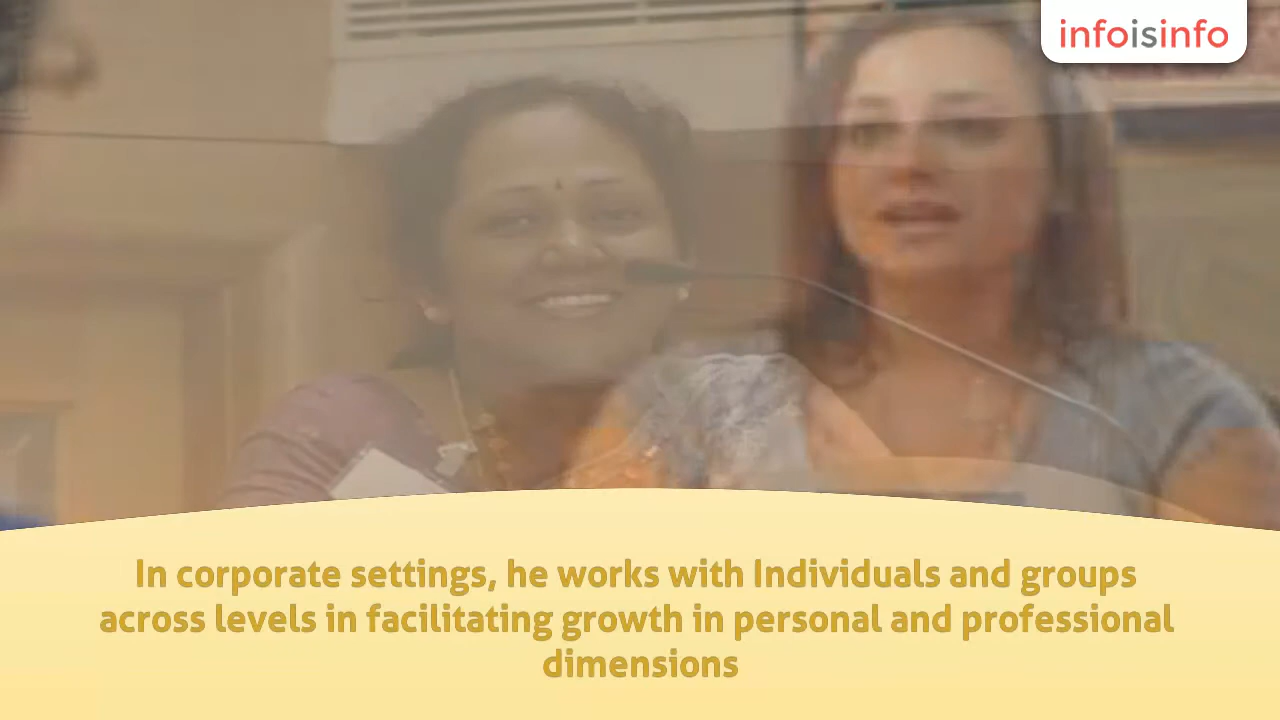 infoisinfo
In corporate settings, he works with Individuals and groups
across levels in facilitating growth in personal and professional
dimensions